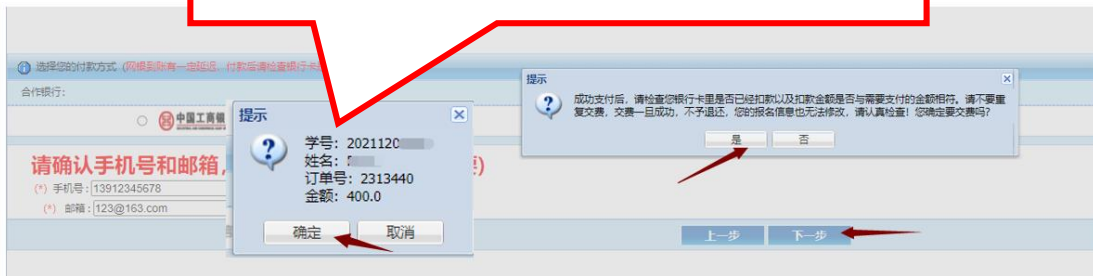 选择您的付款方式（网银到账有一定延迟，付款后请检查银行卡
合作银行：
中国工商银
请确认手机号和邮箱，
要)
(*) 手机号：13912345678
(*) 邮箱：123@163.com
提示
学号：2021120
姓名：
订单号：2313440
金额：400.0
确定 取消
提示
成功支付后，请检查您银行卡里是否已经扣款以及扣款金额是否与需要支付的金额相符。请不要重
复交费，交费一旦成功，不予退还，您的报名信息也无法修改，请认真检查！您确定要交费吗？
是 否
上一步 下一步